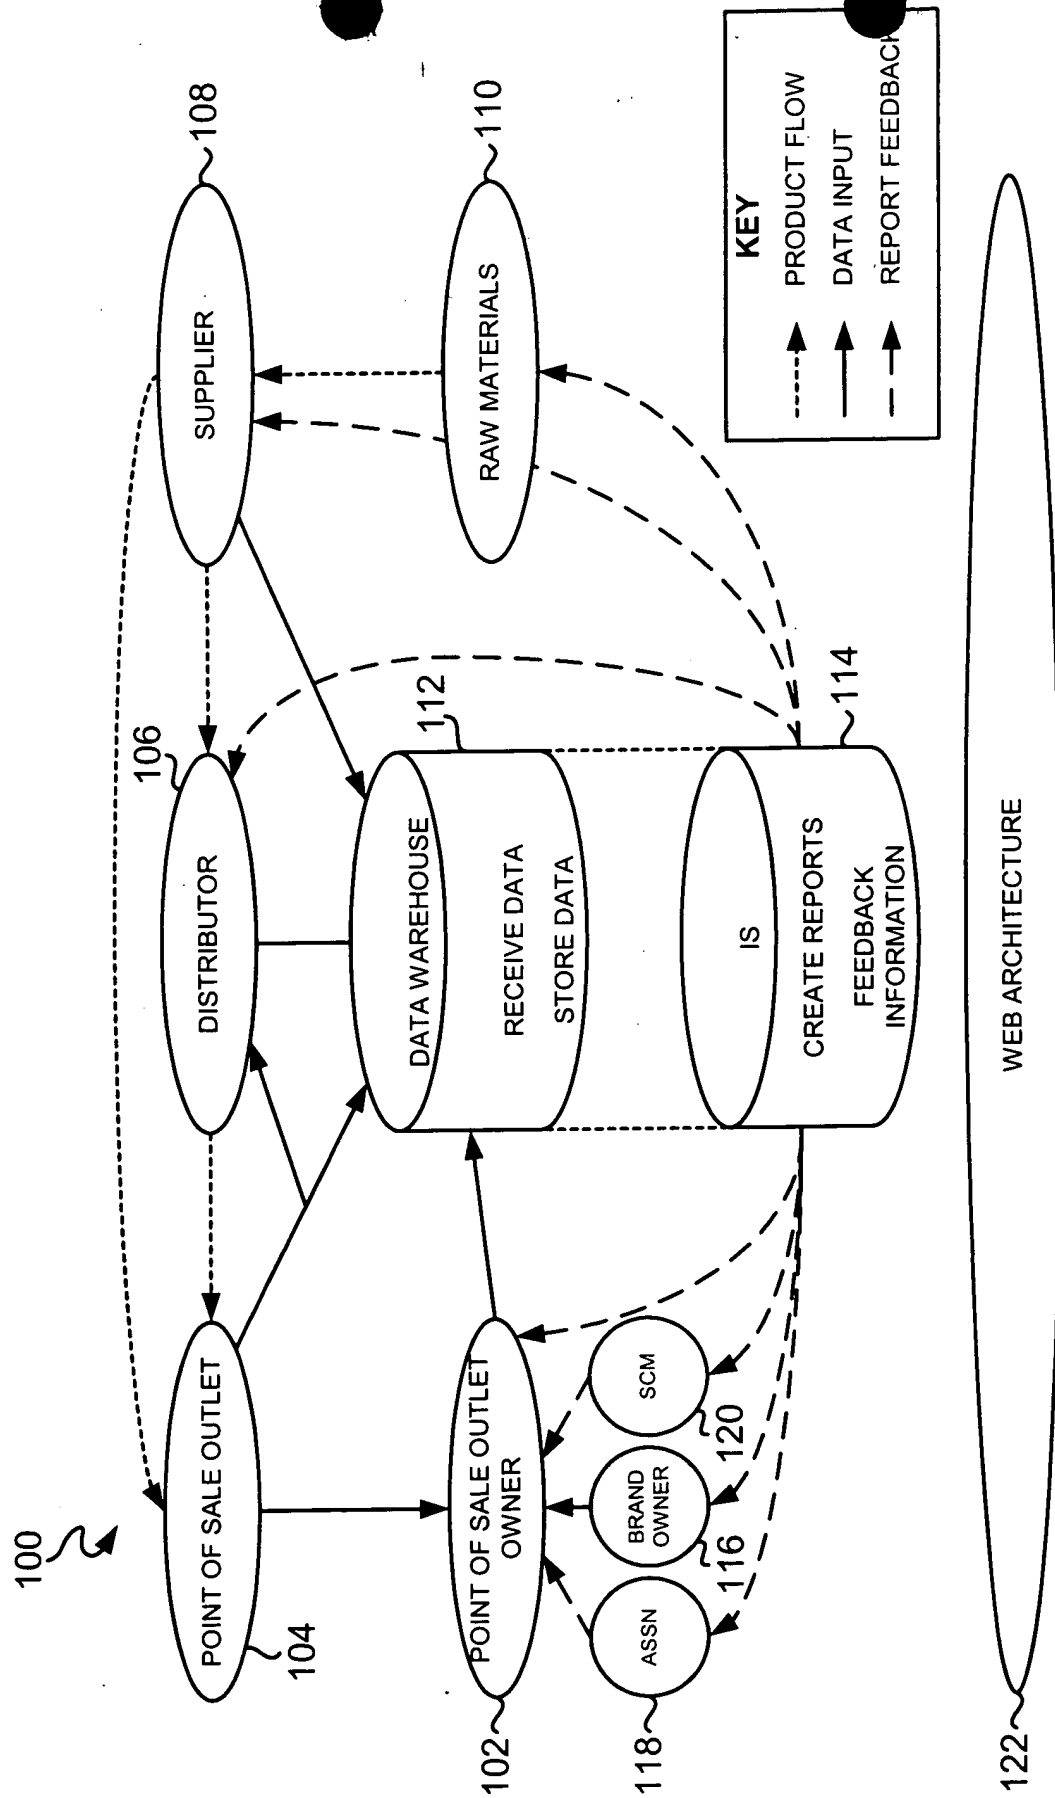 100
POINT OF SALE OUTLET
104
DISTRIBUTOR
106
SUPPLIER
108
POINT OF SALE OUTLET
OWNER
102
DATA WAREHOUSE
RECEIVE DATA
STORE DATA
112
RAW MATERIALS
110
ASSN
118
BRAND
OWNER
116
SCM
120
IS
CREATE REPORTS
FEEDBACK
INFORMATION
114
KEY
PRODUCT FLOW
DATA INPUT
REPORT FEEDBACK
WEB ARCHITECTURE
122